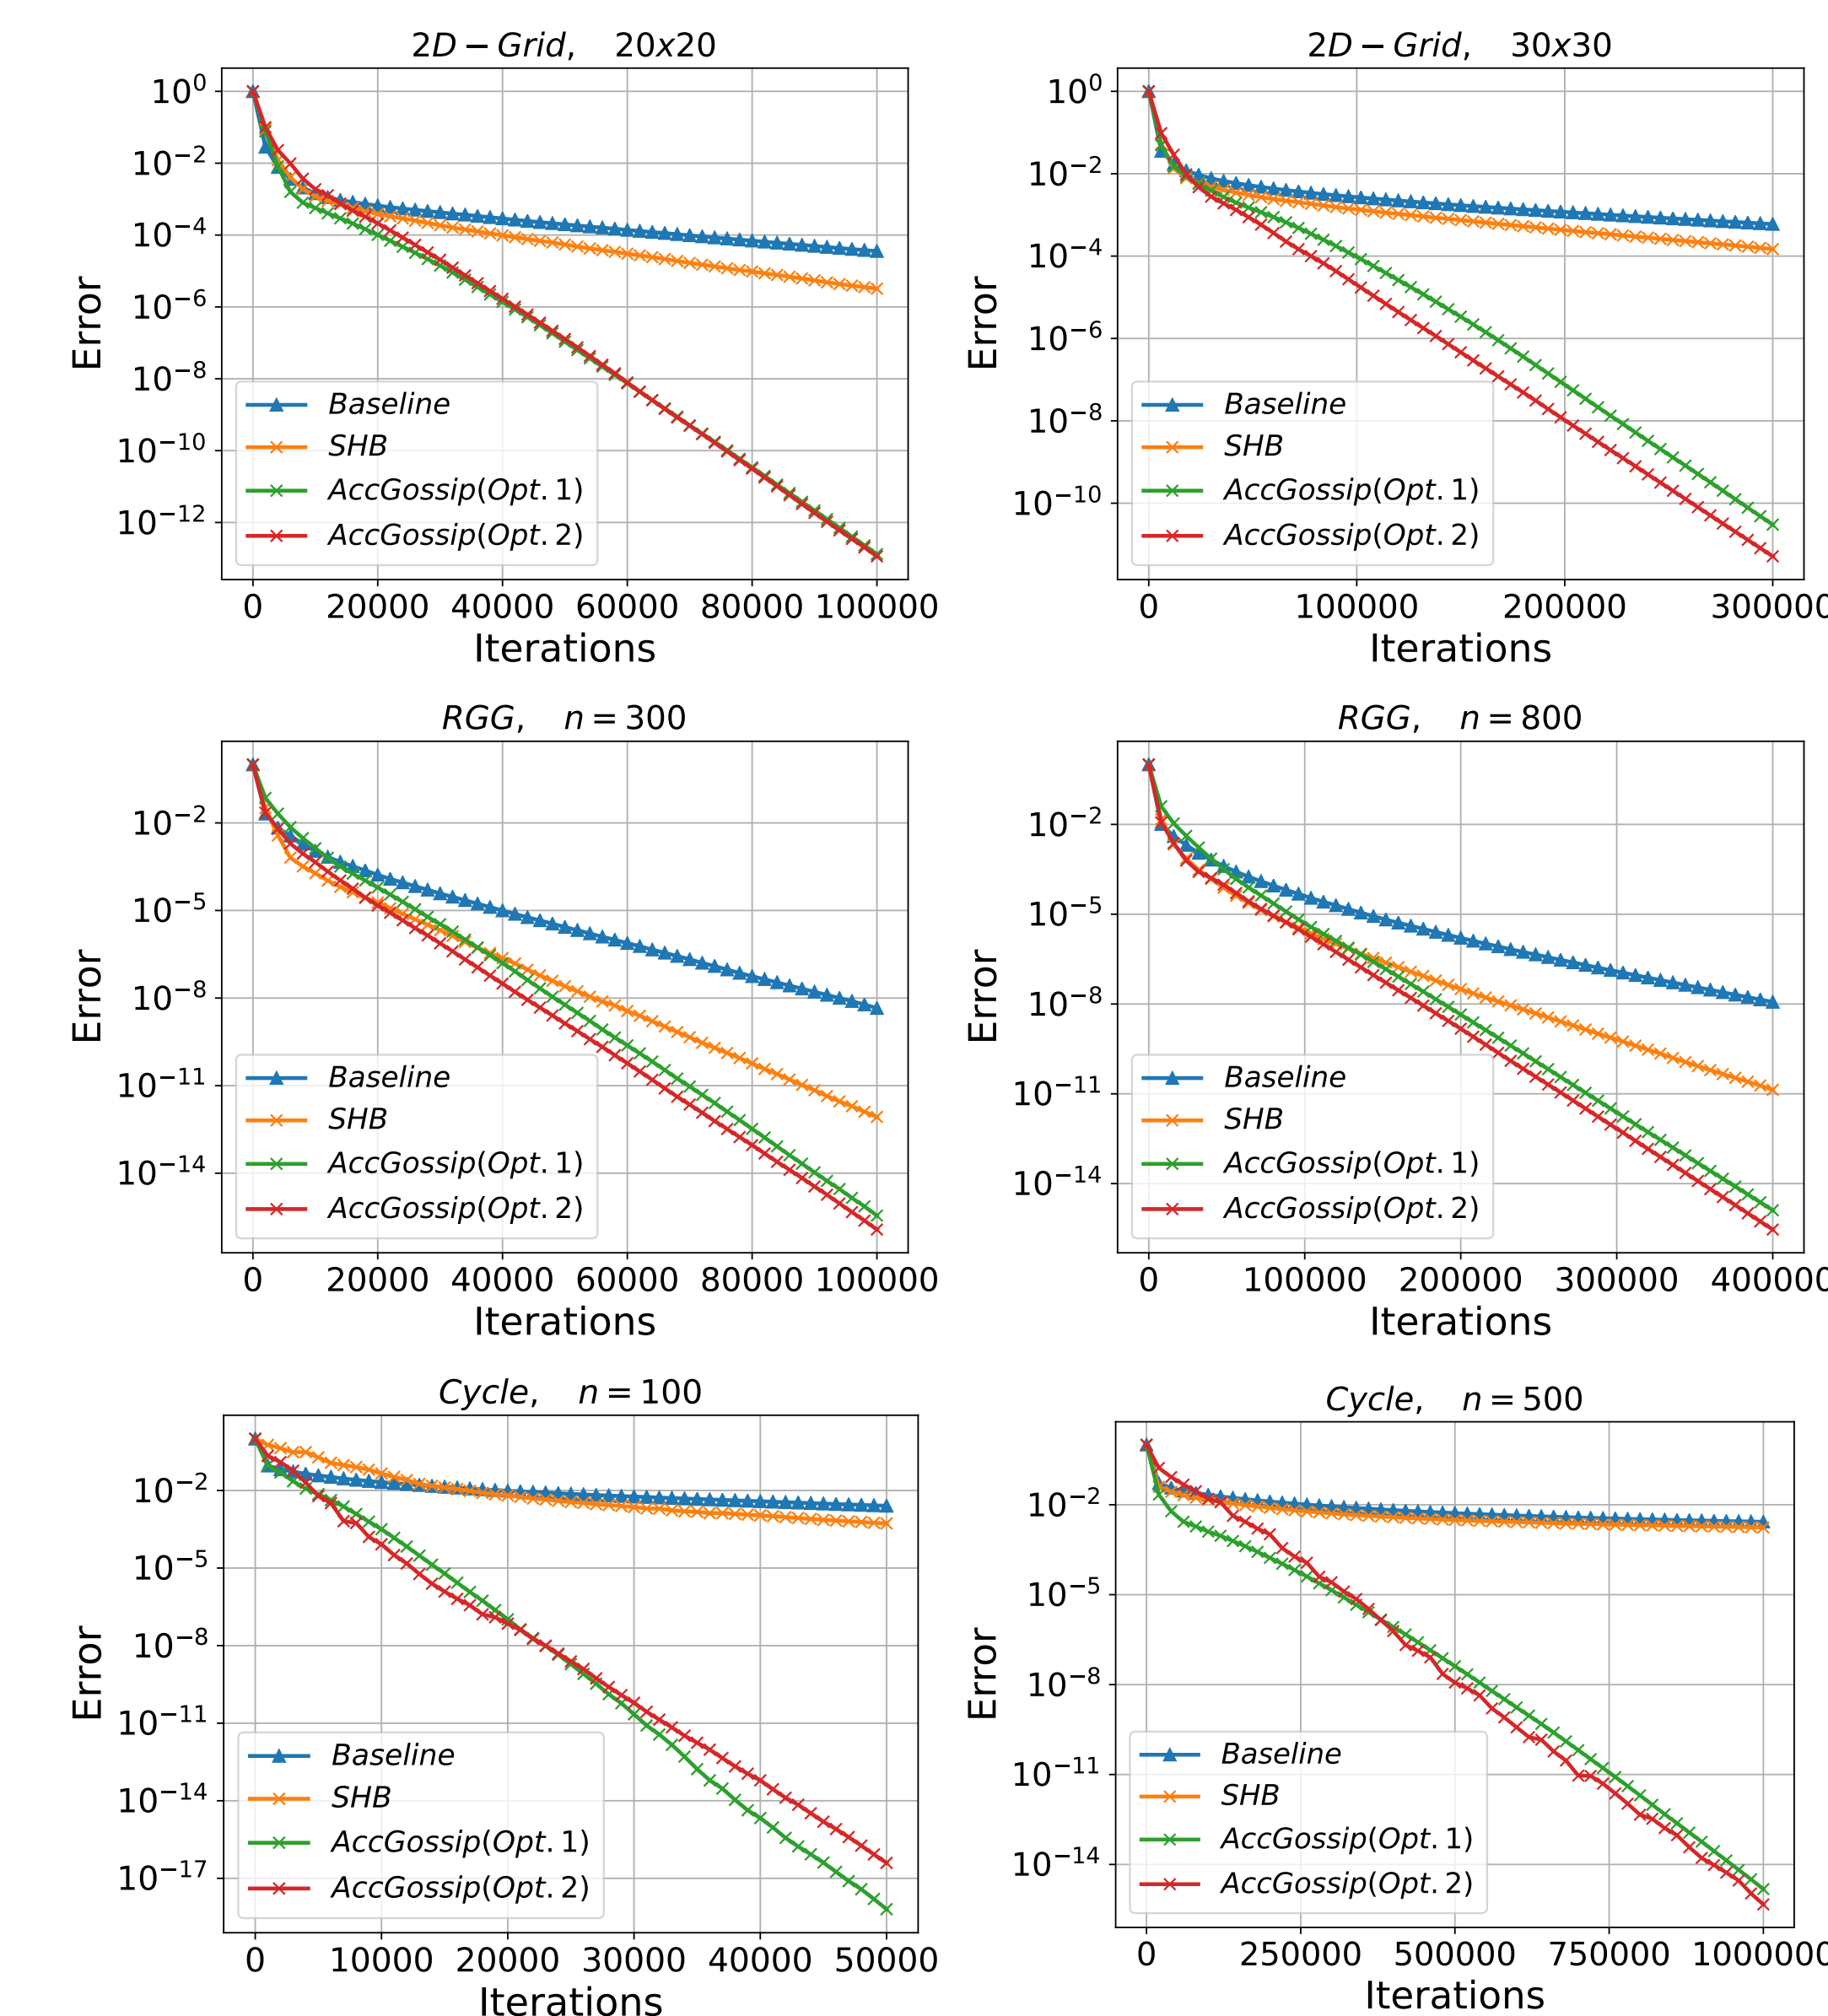 2D − Grid, 20x20
10⁰
10⁻²
10⁻⁴
10⁻⁶
10⁻⁸
10⁻¹⁰
10⁻¹²
Error
Baseline
SHB
AccGossip(Opt. 1)
AccGossip(Opt. 2)
0 20000 40000 60000 80000 100000
Iterations
2D − Grid, 30x30
10⁰
10⁻²
10⁻⁴
10⁻⁶
10⁻⁸
10⁻¹⁰
Error
Baseline
SHB
AccGossip(Opt. 1)
AccGossip(Opt. 2)
0 100000 200000 300000
Iterations
RGG, n = 300
10⁻²
10⁻⁵
10⁻⁸
10⁻¹¹
10⁻¹⁴
Error
Baseline
SHB
AccGossip(Opt. 1)
AccGossip(Opt. 2)
0 20000 40000 60000 80000 100000
Iterations
RGG, n = 800
10⁻²
10⁻⁵
10⁻⁸
10⁻¹¹
10⁻¹⁴
Error
Baseline
SHB
AccGossip(Opt. 1)
AccGossip(Opt. 2)
0 100000 200000 300000 400000
Iterations
Cycle, n = 100
10⁻²
10⁻⁵
10⁻⁸
10⁻¹¹
10⁻¹⁴
10⁻¹⁷
Error
Baseline
SHB
AccGossip(Opt. 1)
AccGossip(Opt. 2)
0 10000 20000 30000 40000 50000
Iterations
Cycle, n = 500
10⁻²
10⁻⁵
10⁻⁸
10⁻¹¹
10⁻¹⁴
Error
Baseline
SHB
AccGossip(Opt. 1)
AccGossip(Opt. 2)
0 250000 500000 750000 1000000
Iterations